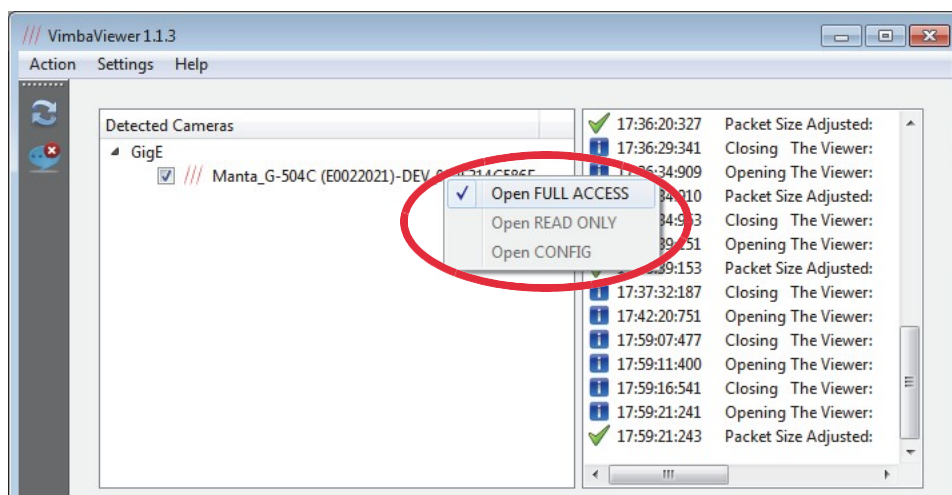 VimbaViewer 1.1.3
Action Settings Help
Detected Cameras
GigE
Manta_G-504C (E0022021)-DEV
Open FULL ACCESS
Open READ ONLY
Open CONFIG
17:36:20:327 Packet Size Adjusted:
17:36:29:341 Closing The Viewer:
17:36:34:909 Opening The Viewer:
Packet Size Adjusted:
Closing The Viewer:
Opening The Viewer:
Packet Size Adjusted:
17:37:32:187 Closing The Viewer:
17:42:20:751 Opening The Viewer:
17:59:07:477 Closing The Viewer:
17:59:11:400 Opening The Viewer:
17:59:16:541 Closing The Viewer:
17:59:21:241 Opening The Viewer:
17:59:21:243 Packet Size Adjusted: